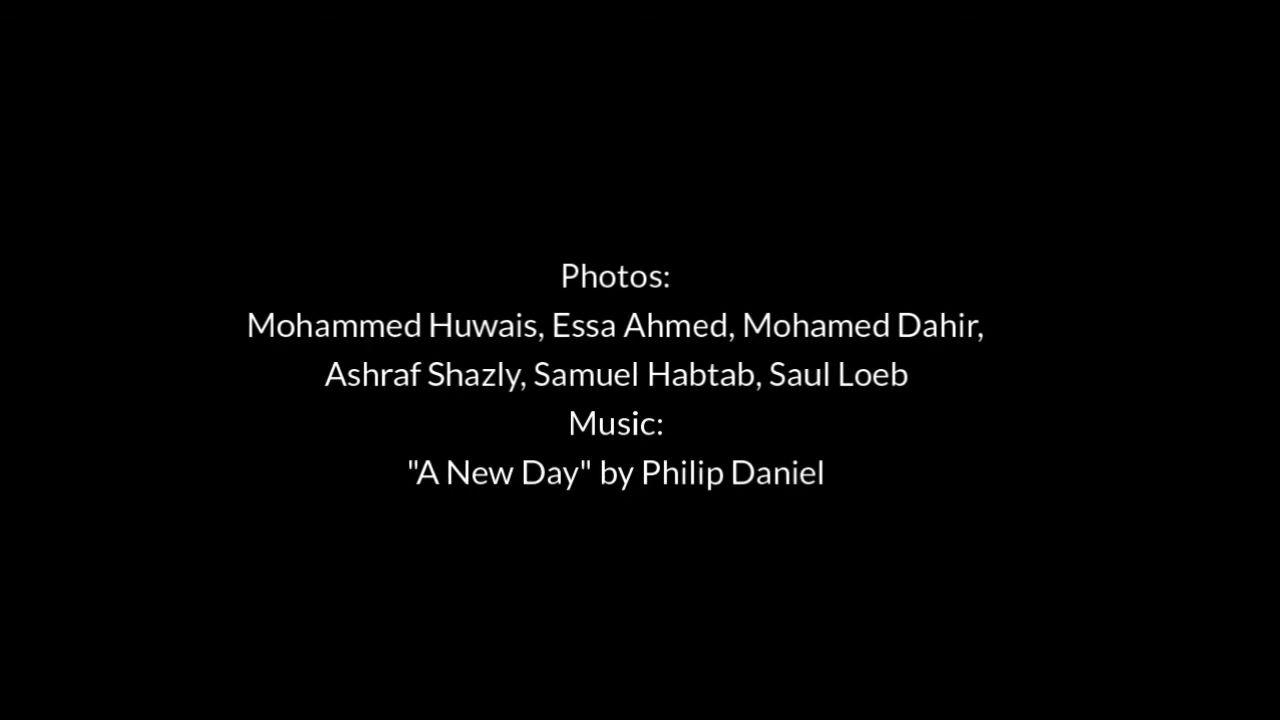 Photos:
Mohammed Huwais, Essa Ahmed, Mohamed Dahir,
Ashraf Shazly, Samuel Habtab, Saul Loeb
Music:
"A New Day" by Philip Daniel